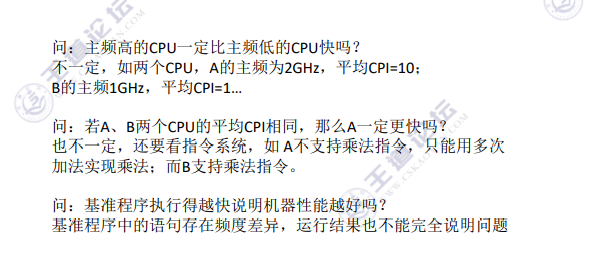 王道论坛
问：主频高的CPU一定比主频低的CPU快吗？
不一定，如两个CPU，A的主频为2GHz，平均CPI=10；
B的主频1GHz，平均CPI=1…
问：若A、B两个CPU的平均CPI相同，那么A一定更快吗？
也不一定，还要看指令系统，如 A不支持乘法指令，只能用多次
加法实现乘法；而B支持乘法指令。
王道论坛
问：基准程序执行得越快说明机器性能越好吗？
基准程序中的语句存在频度差异，运行结果也不能完全说明问题